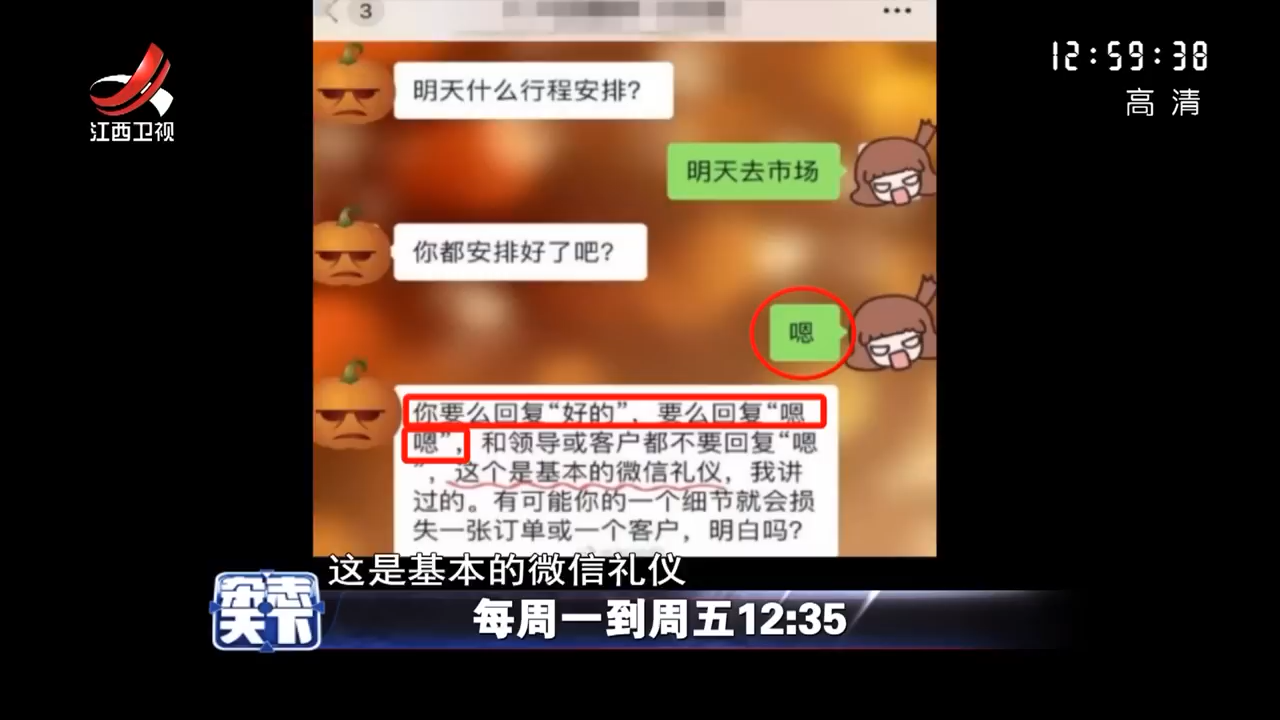 3
江西卫视
12:59:38
高清
明天什么行程安排?
明天去市场
你都安排好了吧?
嗯
你要么回复“好的”，要么回复“嗯
嗯”，和领导或客户都不要回复“嗯
”，这个是基本的微信礼仪，我讲
过的。有可能你的一个细节就会损
失一张订单或一个客户，明白吗?
这是基本的微信礼仪
杂志
天下
每周一到周五12:35